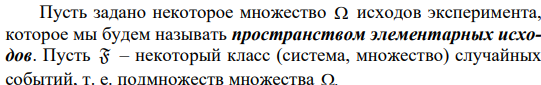 Пусть задано некоторое множество Ω исходов эксперимента,
которое мы будем называть пространством элементарных исхо-
дов. Пусть 𝔉 – некоторый класс (система, множество) случайных
событий, т. е. подмножеств множества Ω.